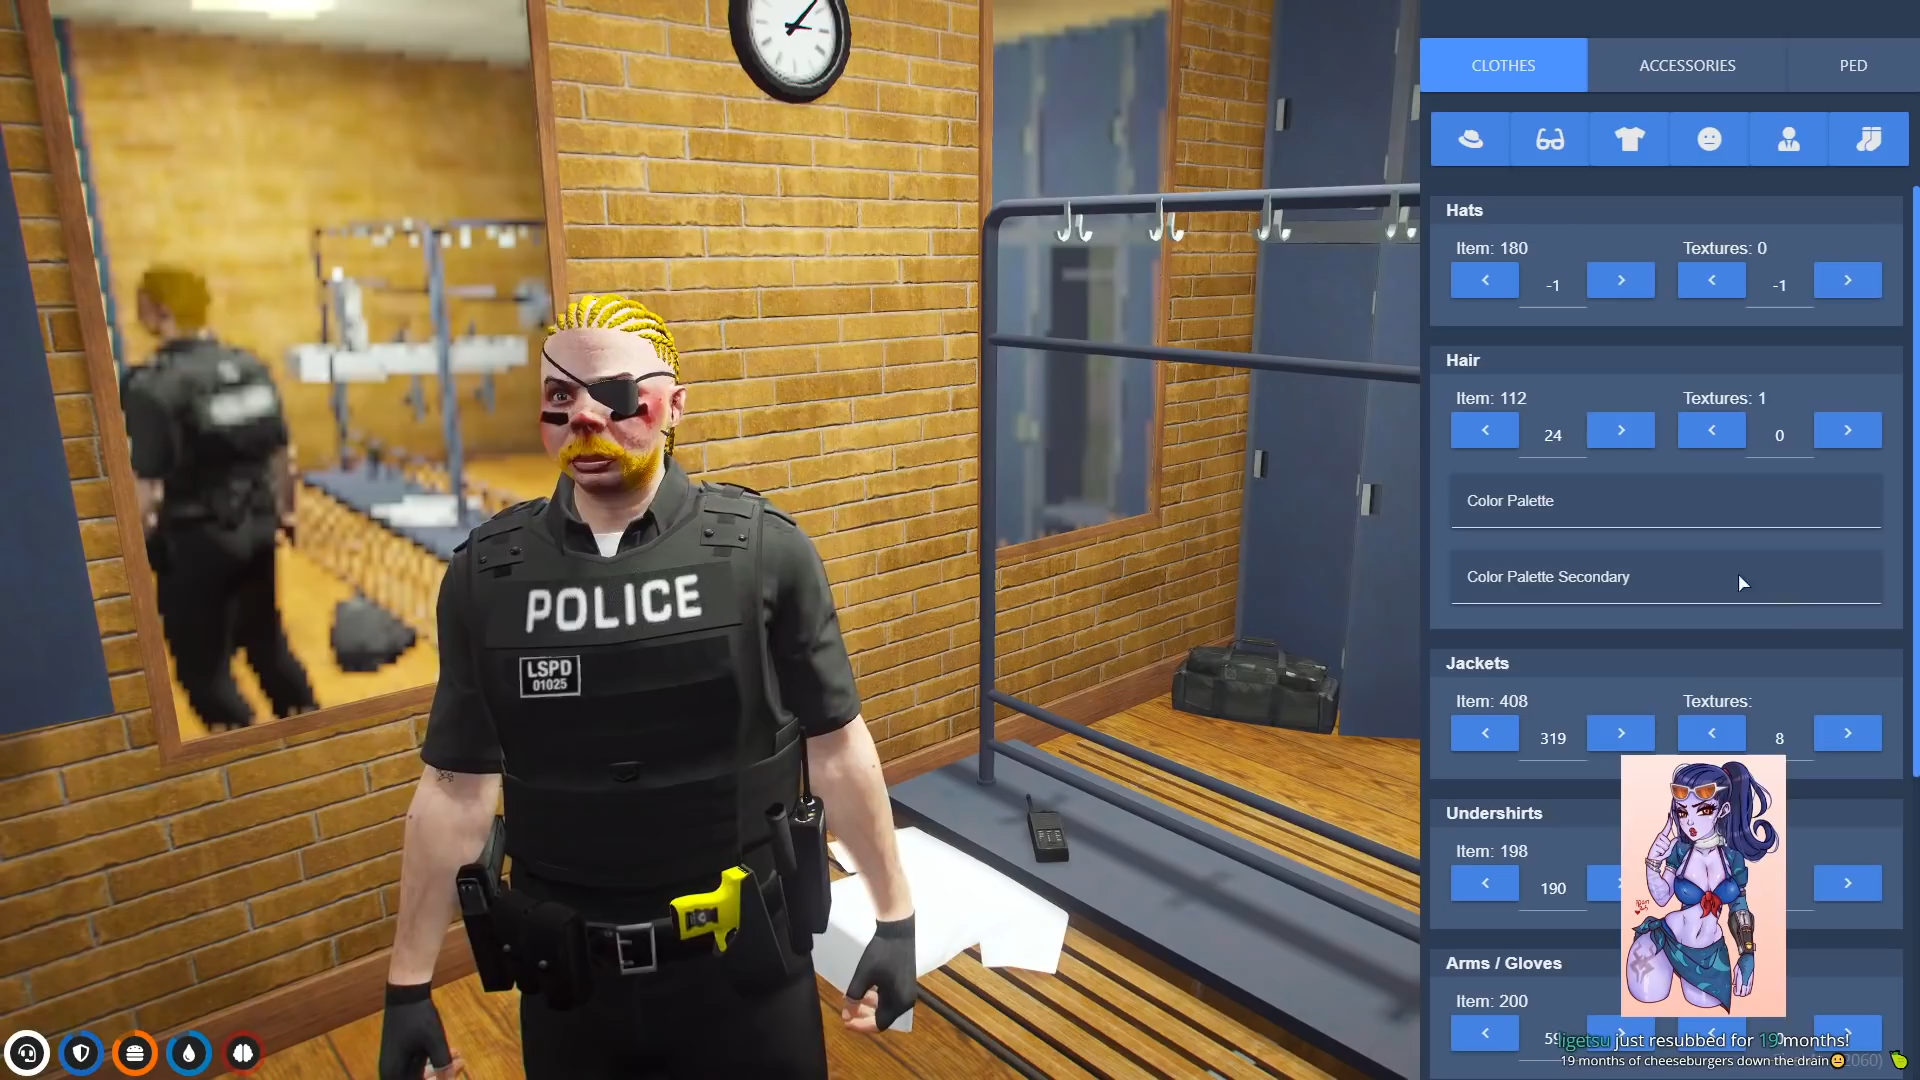 CLOTHES
ACCESSORIES
PED
Hats
Item: 180
Textures: 0
-1
-1
Hair
Item: 112
Textures: 1
24
0
Color Palette
Color Palette Secondary
Jackets
Item: 408
Textures:
319
8
Undershirts
Item: 198
190
Arms / Gloves
Item: 200
POLICE
LSPD
01025
ligetsu just resubbed for 19 months!
19 months of cheeseburgers down the drain
2060)